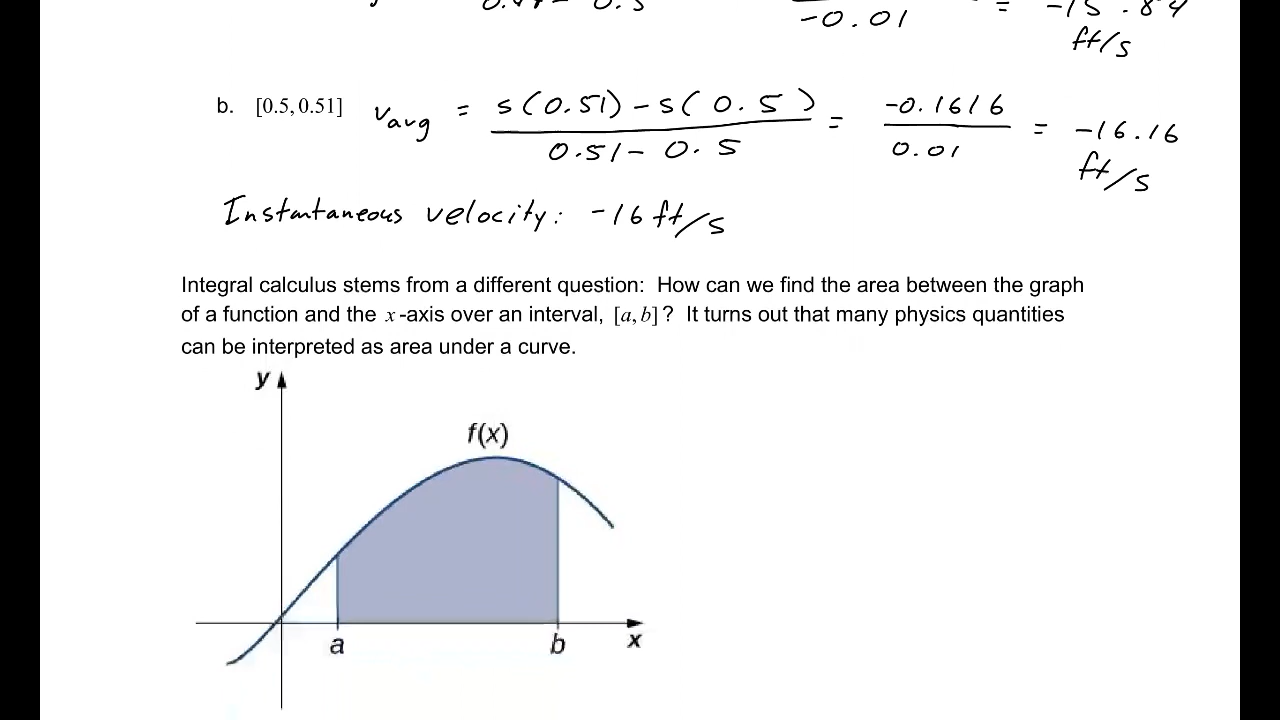 -0.01 = -15.84
ft/s
b. [0.5, 0.51] vavg = s(0.51) - s(0.5) / 0.51 - 0.5 = -0.1616 / 0.01 = -16.16
ft/s
Instantaneous velocity: -16 ft/s
Integral calculus stems from a different question: How can we find the area between the graph
of a function and the x-axis over an interval, [a, b]? It turns out that many physics quantities
can be interpreted as area under a curve.
y
f(x)
a b x